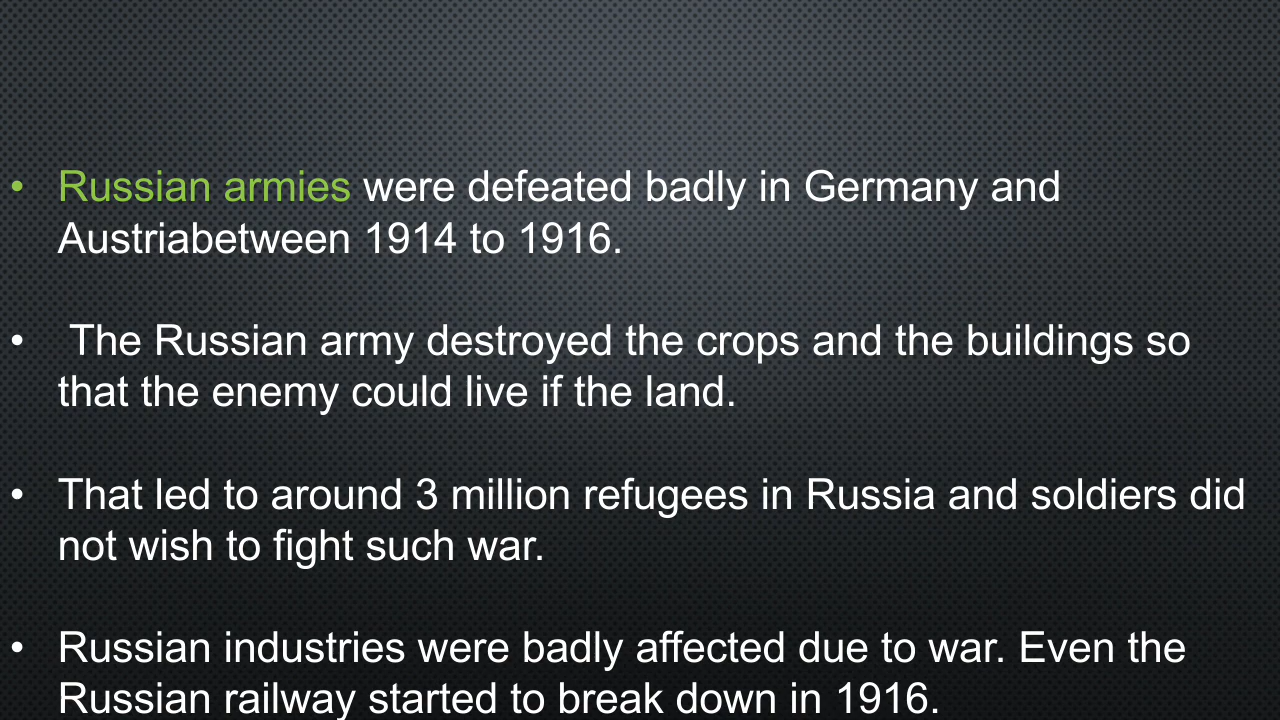 • Russian armies were defeated badly in Germany and
Austriabetween 1914 to 1916.
• The Russian army destroyed the crops and the buildings so
that the enemy could live if the land.
• That led to around 3 million refugees in Russia and soldiers did
not wish to fight such war.
• Russian industries were badly affected due to war. Even the
Russian railway started to break down in 1916.